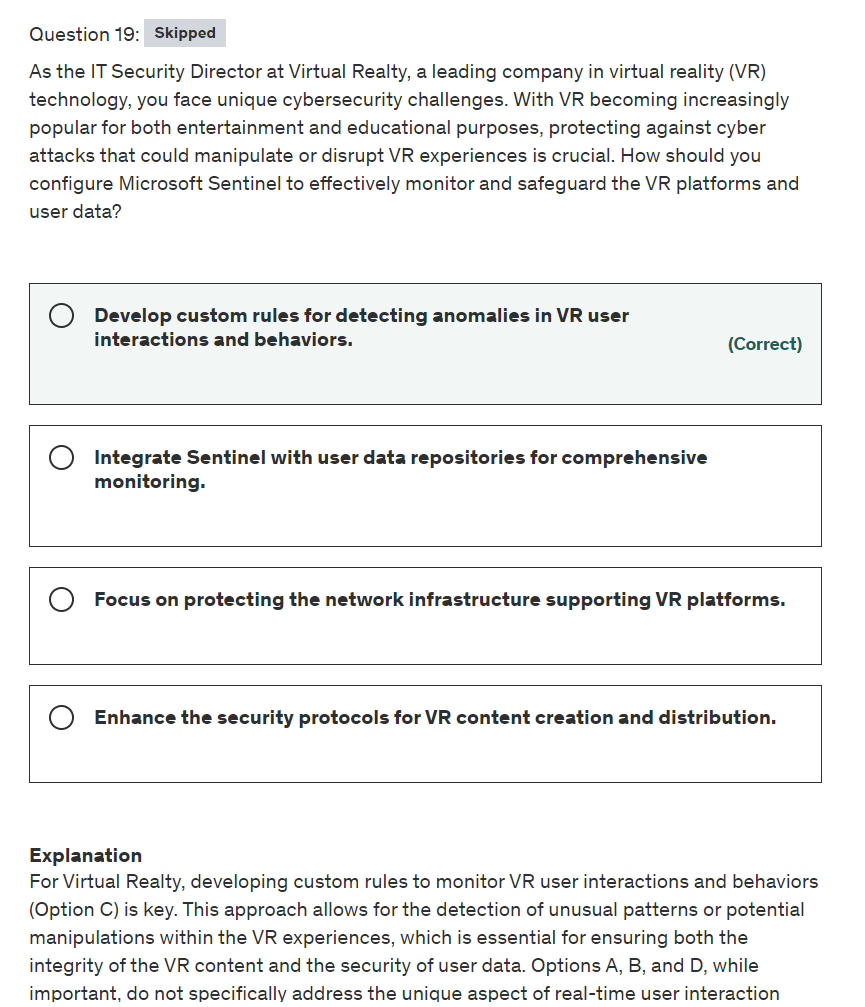 Question 19: Skipped
As the IT Security Director at Virtual Realty, a leading company in virtual reality (VR)
technology, you face unique cybersecurity challenges. With VR becoming increasingly
popular for both entertainment and educational purposes, protecting against cyber
attacks that could manipulate or disrupt VR experiences is crucial. How should you
configure Microsoft Sentinel to effectively monitor and safeguard the VR platforms and
user data?
Develop custom rules for detecting anomalies in VR user
interactions and behaviors.
(Correct)
Integrate Sentinel with user data repositories for comprehensive
monitoring.
Focus on protecting the network infrastructure supporting VR platforms.
Enhance the security protocols for VR content creation and distribution.
Explanation
For Virtual Realty, developing custom rules to monitor VR user interactions and behaviors
(Option C) is key. This approach allows for the detection of unusual patterns or potential
manipulations within the VR experiences, which is essential for ensuring both the
integrity of the VR content and the security of user data. Options A, B, and D, while
important, do not specifically address the unique aspect of real-time user interaction